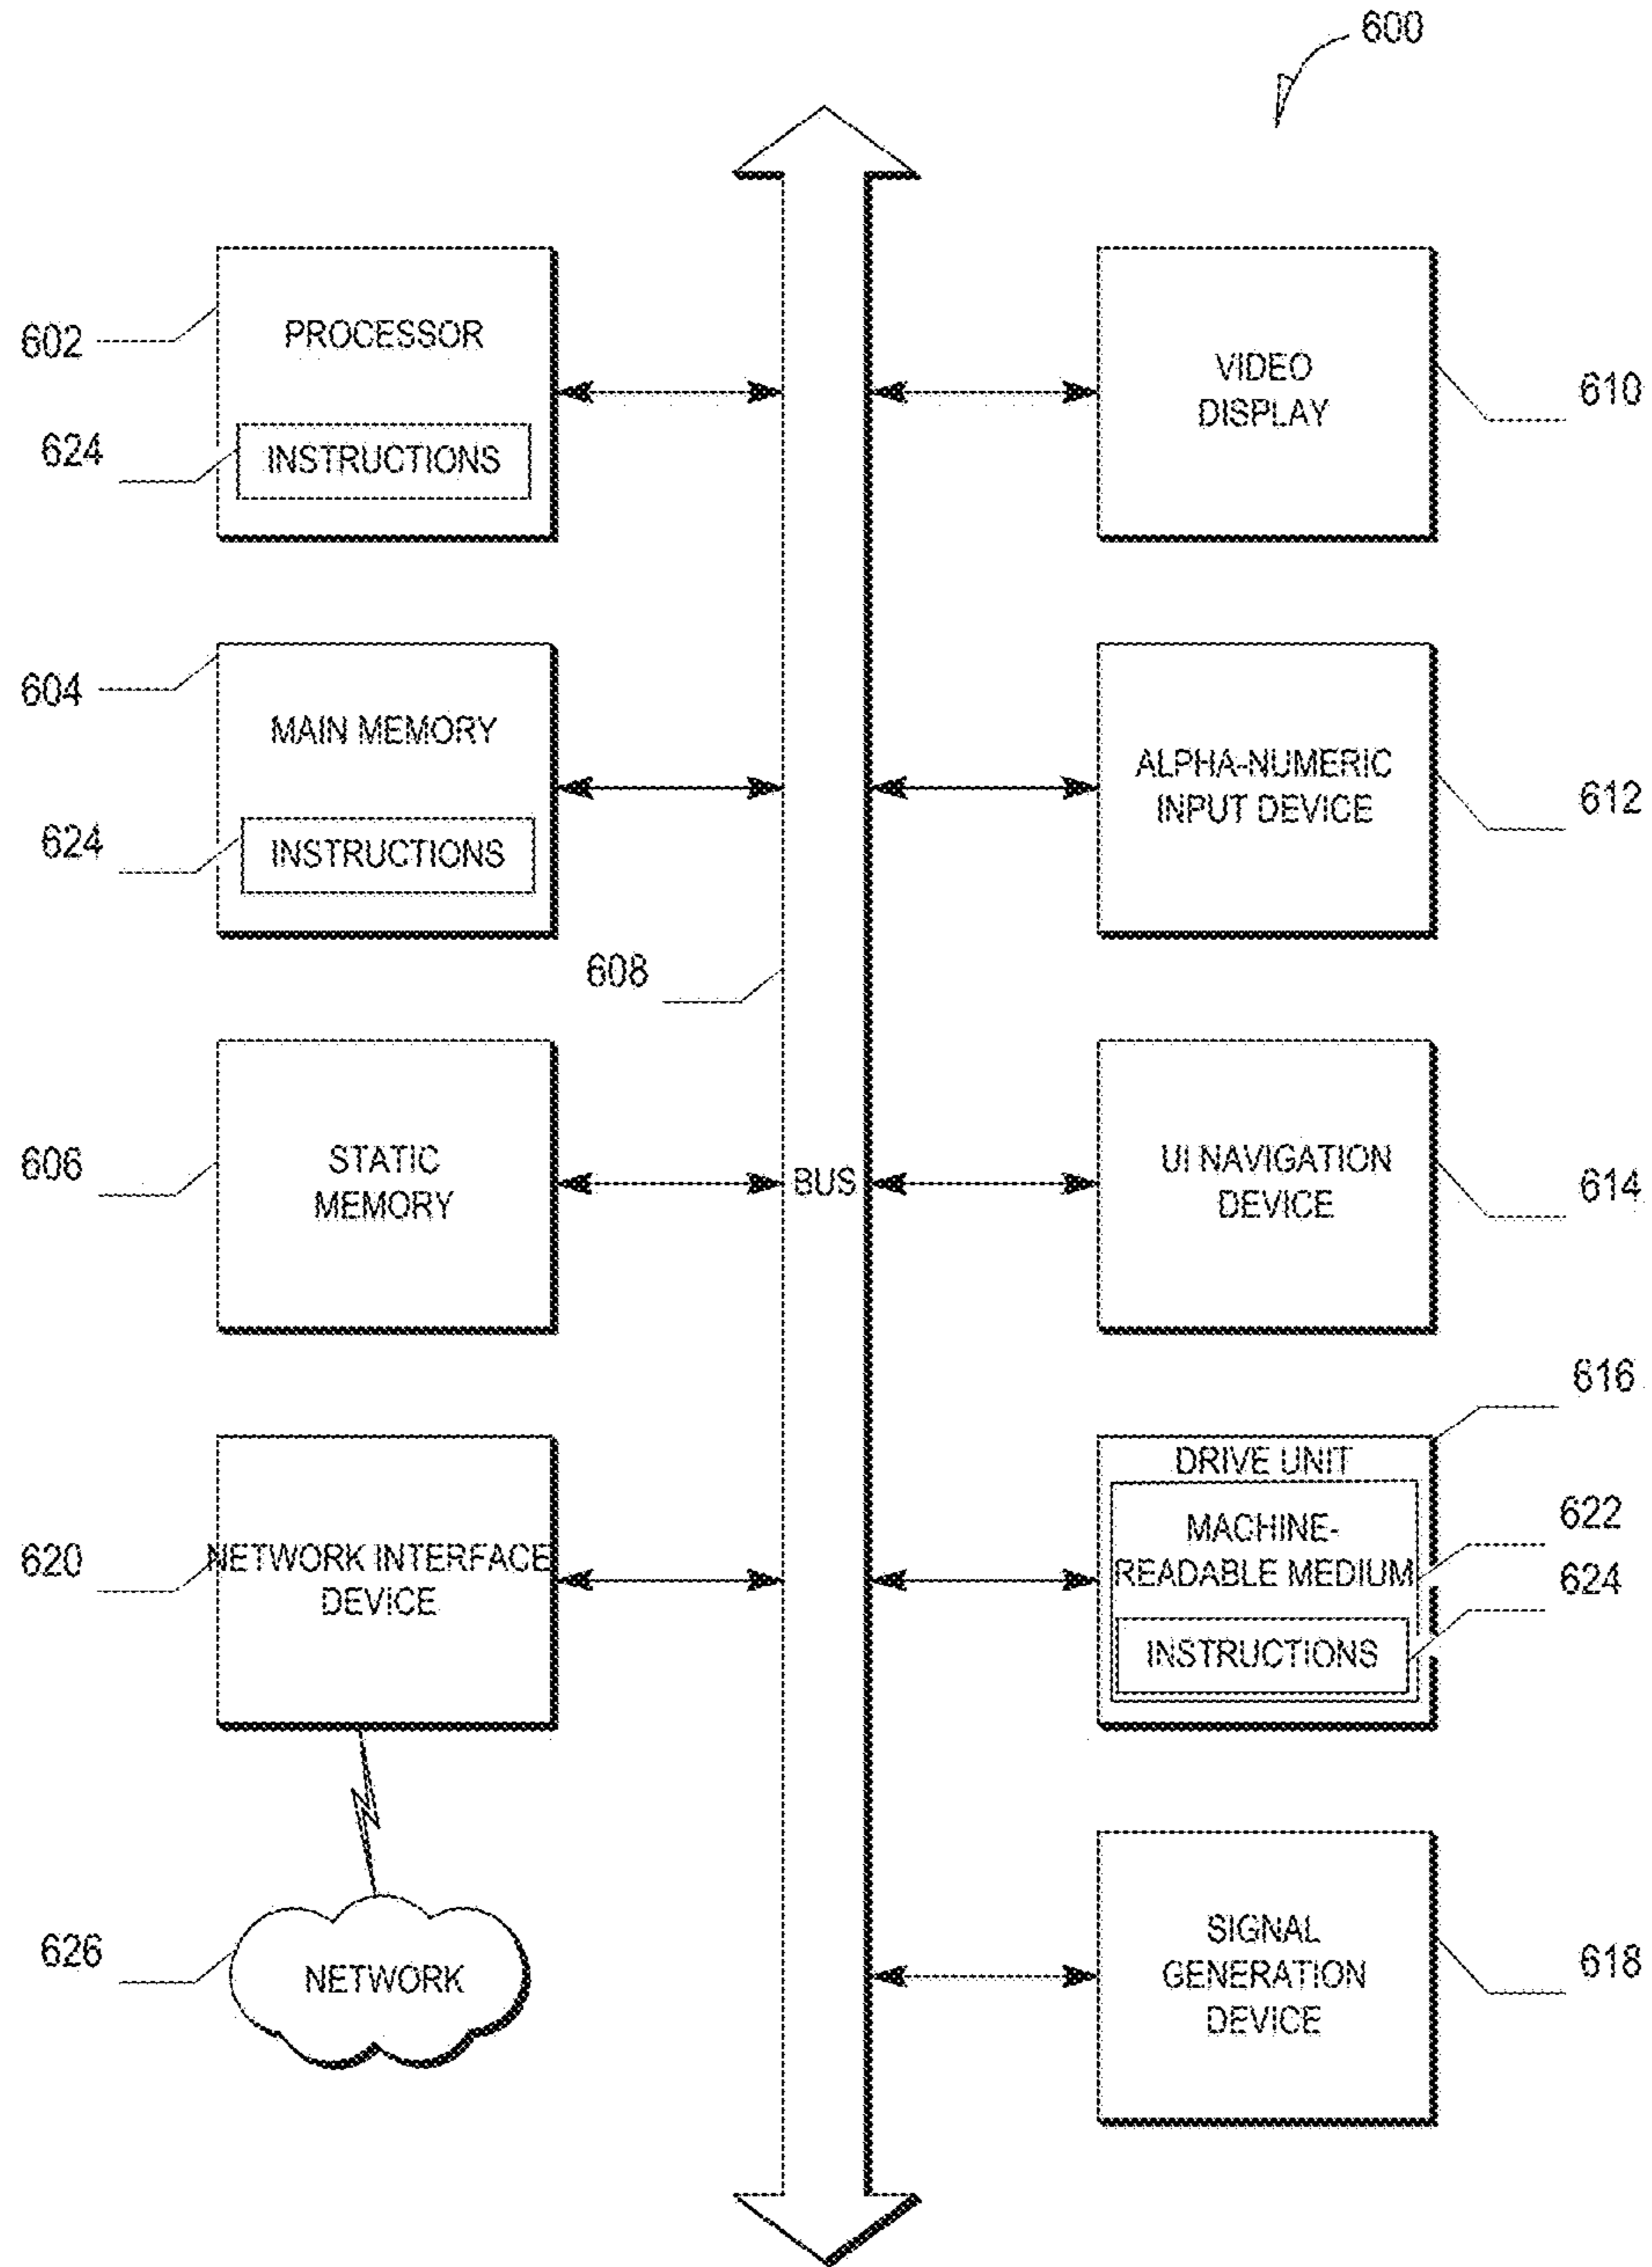 600
602
PROCESSOR
624
INSTRUCTIONS
604
MAIN MEMORY
624
INSTRUCTIONS
608
606
STATIC
MEMORY
620
NETWORK INTERFACE
DEVICE
626
NETWORK
BUS
VIDEO
DISPLAY
610
ALPHA-NUMERIC
INPUT DEVICE
612
UI NAVIGATION
DEVICE
614
616
DRIVE UNIT
MACHINE-
READABLE MEDIUM
622
624
INSTRUCTIONS
SIGNAL
GENERATION
DEVICE
618